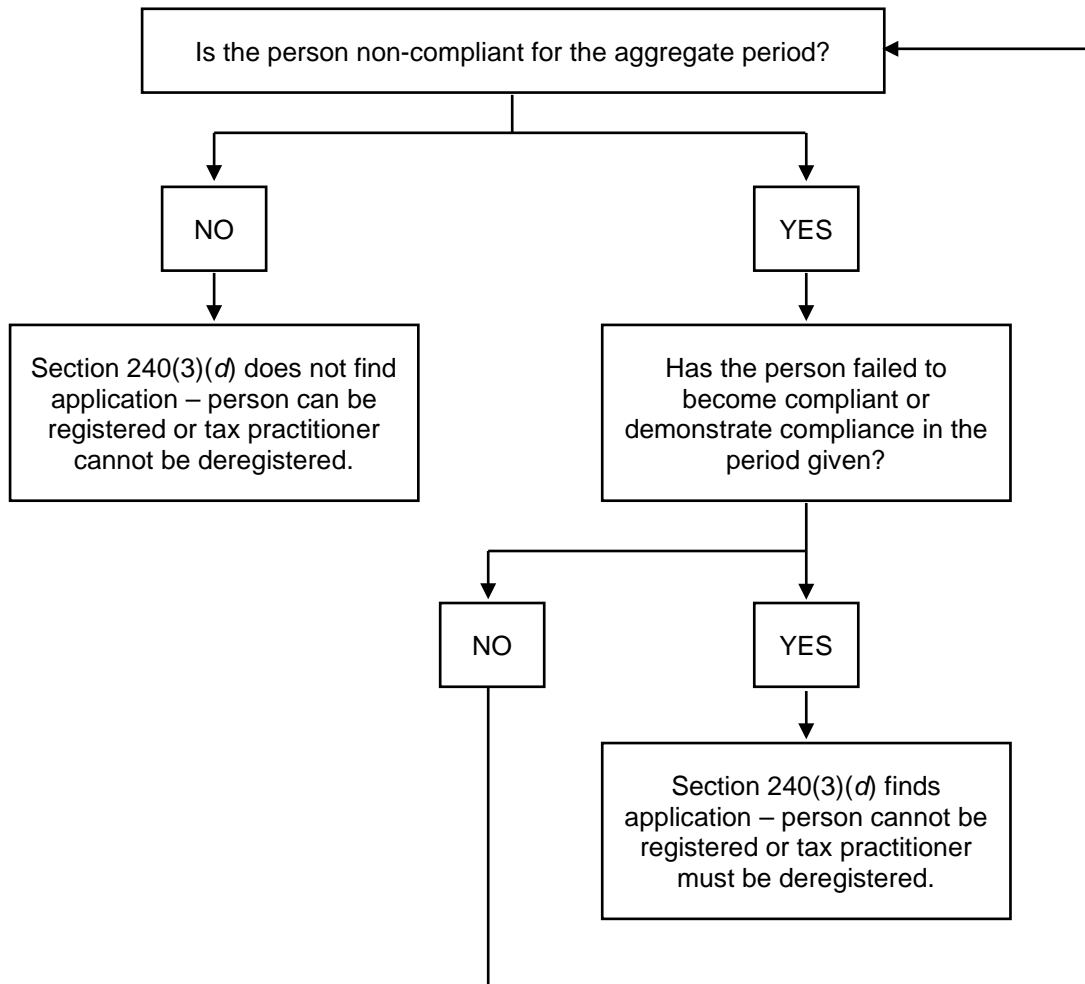 Is the person non-compliant for the aggregate period?
NO
YES
Section 240(3)(d) does not find
application – person can be
registered or tax practitioner
cannot be deregistered.
Has the person failed to
become compliant or
demonstrate compliance in the
period given?
NO
YES
Section 240(3)(d) finds
application – person cannot be
registered or tax practitioner
must be deregistered.